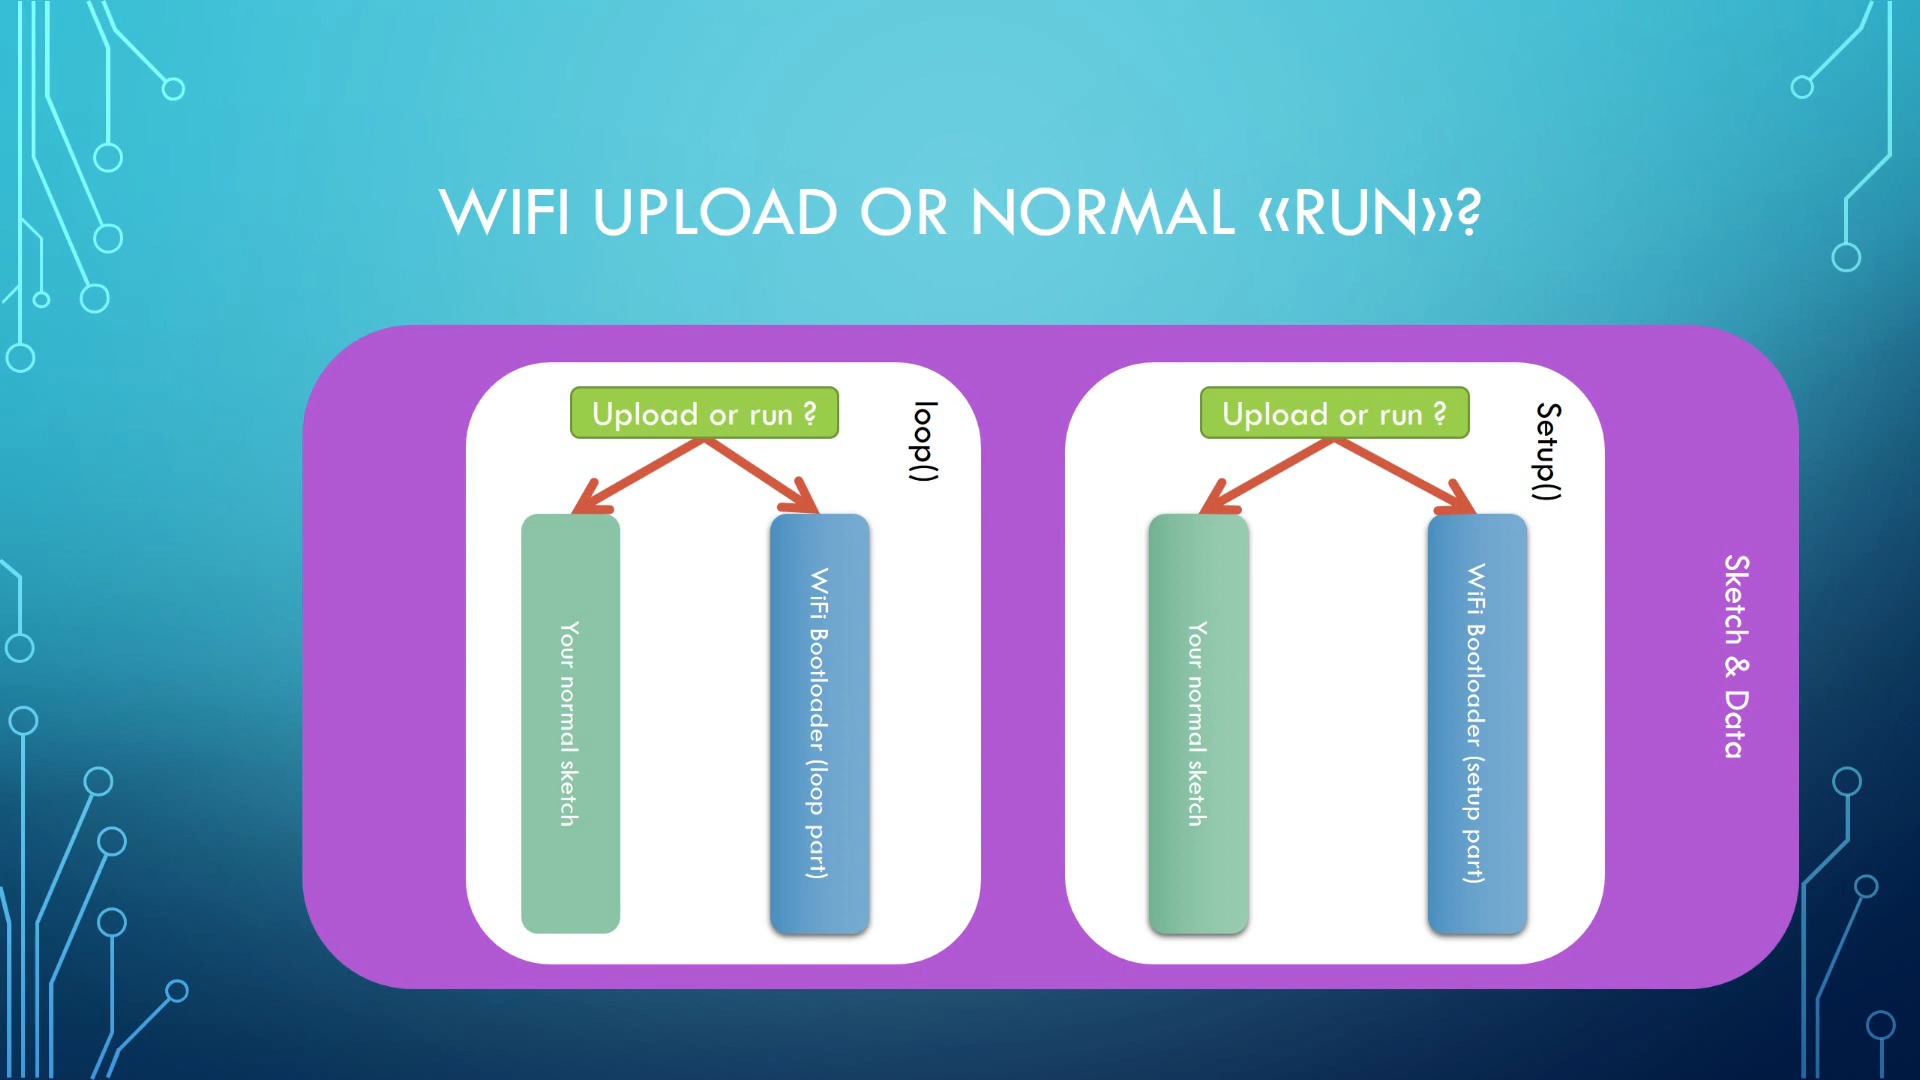 WIFI UPLOAD OR NORMAL «RUN»?
Upload or run ?
loop()
Your normal sketch
WiFi Bootloader (loop part)
Upload or run ?
Setup()
Your normal sketch
WiFi Bootloader (setup part)
Sketch & Data